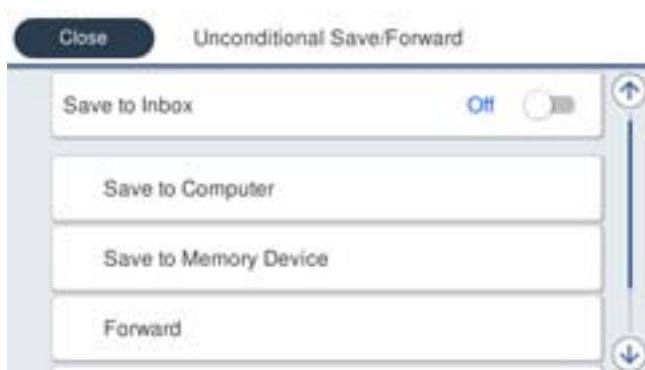 Close Unconditional Save/Forward
Save to Inbox Off
Save to Computer
Save to Memory Device
Forward